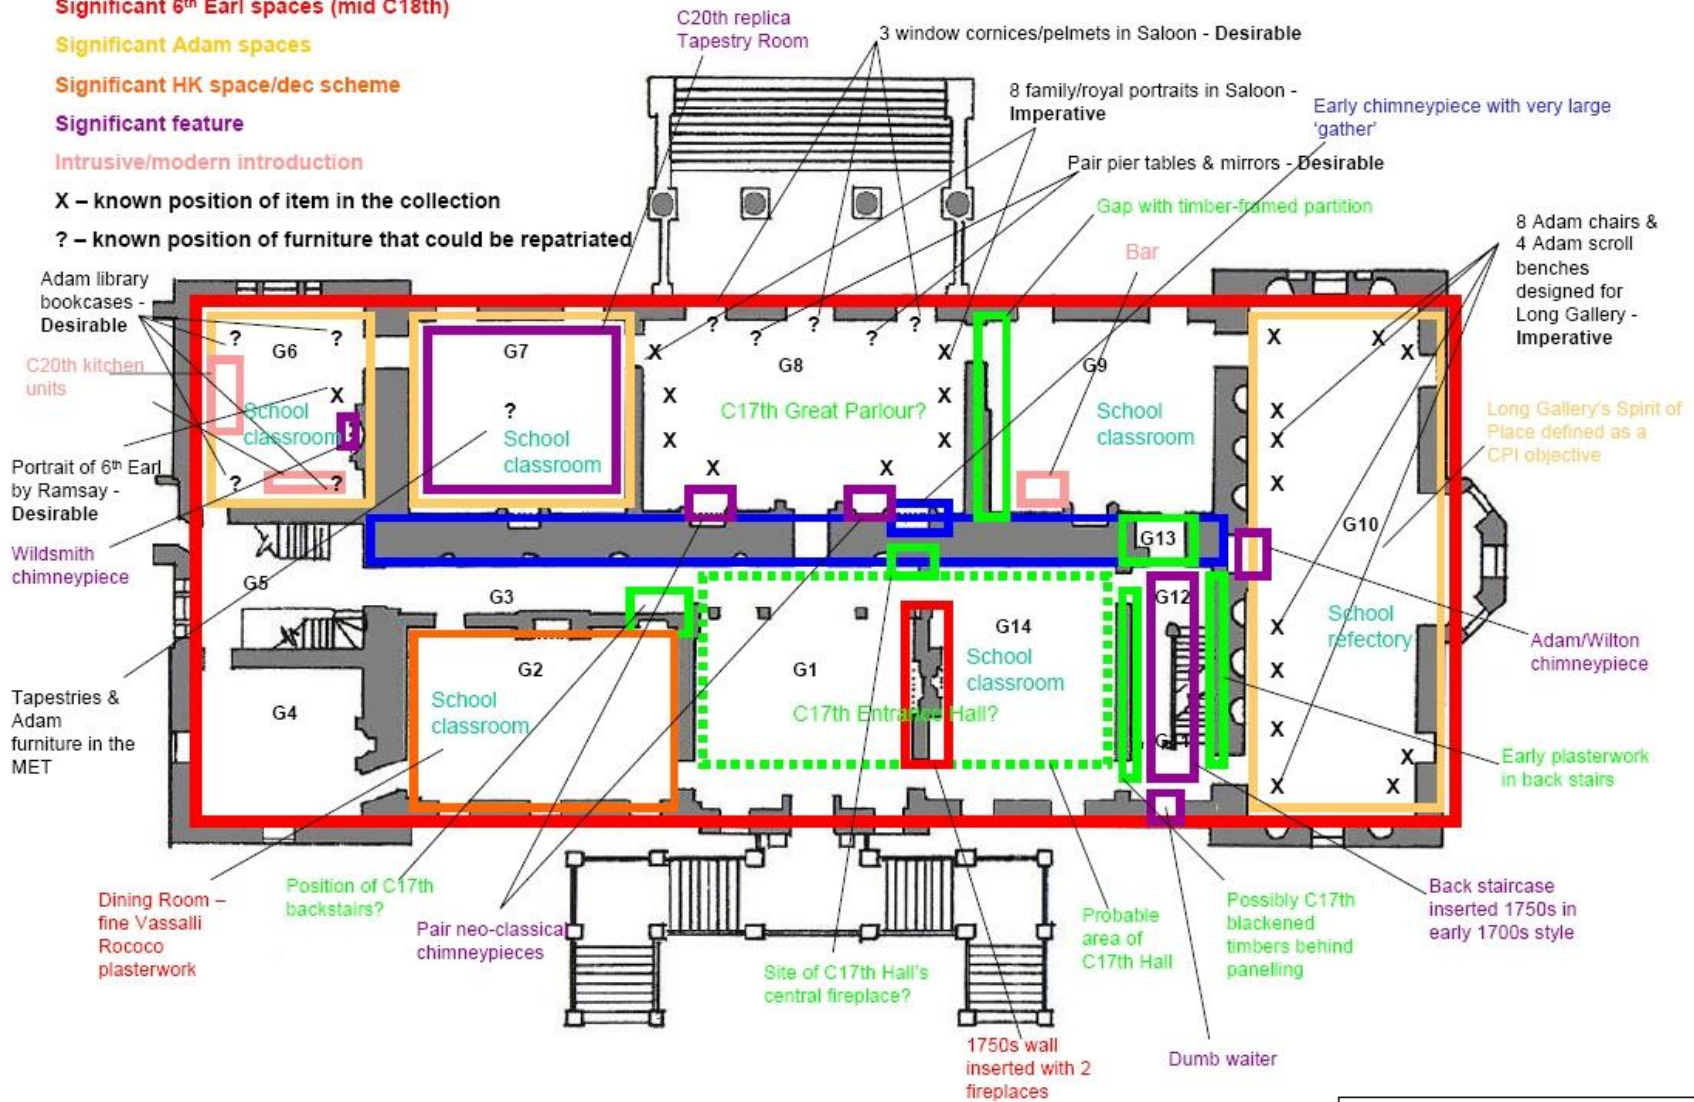 Significant 6th Earl spaces (mid C18th)
Significant Adam spaces
Significant HK space/dec scheme
Significant feature
Intrusive/modern introduction
X – known position of item in the collection
? – known position of furniture that could be repatriated
C20th replica
Tapestry Room
3 window cornices/pelmets in Saloon - Desirable
8 family/royal portraits in Saloon -
Imperative
Early chimneypiece with very large
‘gather’
Pair pier tables & mirrors - Desirable
Gap with timber-framed partition
Bar
8 Adam chairs &
4 Adam scroll
benches
designed for
Long Gallery -
Imperative
Adam library
bookcases -
Desirable
C20th kitchen
units
Portrait of 6th Earl
by Ramsay -
Desirable
Wildsmith
chimneypiece
Tapestries &
Adam
furniture in the
MET
? ?
G6
X
School
classroom
? ?
G7
?
School
classroom
? ? ? ? ?
X X
G8
X X
C17th Great Parlour?
X X
X X
G9
School
classroom
X X
X
X
X
X
G10
School
refectory
X
X
X
X
X X
Long Gallery's Spirit of
Place defined as a
CPI objective
G13
G5
G3
G12
G2
School
classroom
G4
G1
G14
School
classroom
C17th Entrance Hall?
Adam/Wilton
chimneypiece
Early plasterwork
in back stairs
Dining Room –
fine Vassalli
Rococo
plasterwork
Position of C17th
backstairs?
Pair neo-classical
chimneypieces
Site of C17th Hall's
central fireplace?
1750s wall
inserted with 2
fireplaces
Probable
area of
C17th Hall
Possibly C17th
blackened
timbers behind
panelling
Dumb waiter
Back staircase
inserted 1750s in
early 1700s style